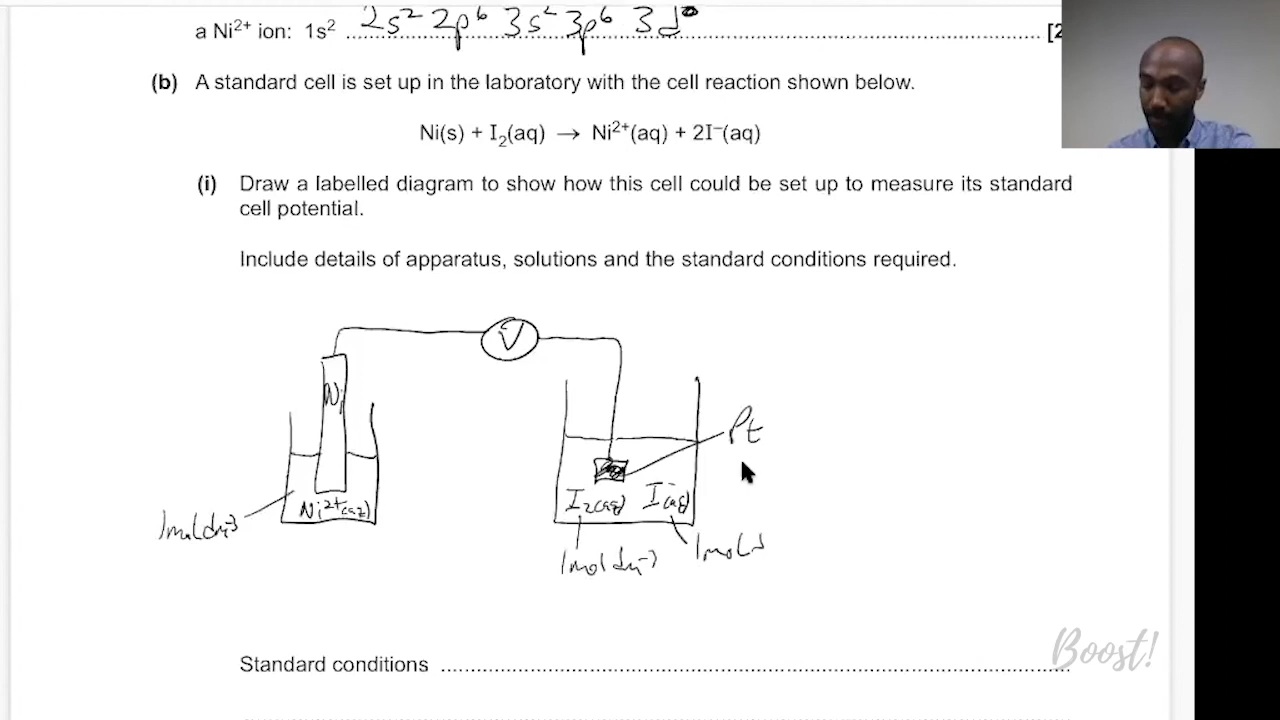 a Ni²⁺ ion: 1s² 2s² 2p⁶ 3s² 3p⁶ 3d⁸ [2
(b) A standard cell is set up in the laboratory with the cell reaction shown below.
Ni(s) + I₂(aq) → Ni²⁺(aq) + 2I⁻(aq)
(i) Draw a labelled diagram to show how this cell could be set up to measure its standard
cell potential.
Include details of apparatus, solutions and the standard conditions required.
V
Ni
Pt
Ni²⁺(aq)
I₂(aq) I⁻(aq)
1mol dm⁻³
1mol dm⁻³
1mol d
Standard conditions
Boost!